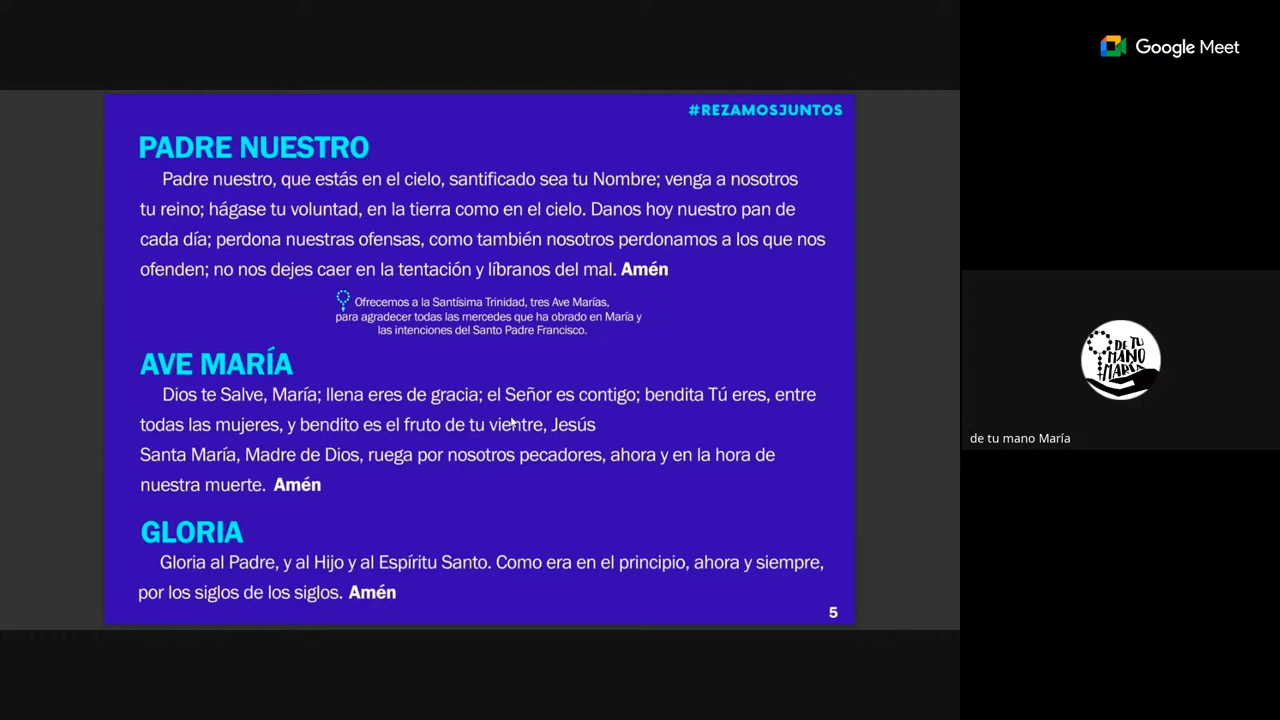 Google Meet
#REZAMOSJUNTOS
PADRE NUESTRO
Padre nuestro, que estás en el cielo, santificado sea tu Nombre; venga a nosotros
tu reino; hágase tu voluntad, en la tierra como en el cielo. Danos hoy nuestro pan de
cada día; perdona nuestras ofensas, como también nosotros perdonamos a los que nos
ofenden; no nos dejes caer en la tentación y líbranos del mal. Amén
Ofrecemos a la Santísima Trinidad, tres Ave Marías,
para agradecer todas las mercedes que ha obrado en María y
las intenciones del Santo Padre Francisco.
AVE MARÍA
Dios te Salve, María; llena eres de gracia; el Señor es contigo; bendita Tú eres, entre
todas las mujeres, y bendito es el fruto de tu vientre, Jesús
Santa María, Madre de Dios, ruega por nosotros pecadores, ahora y en la hora de
nuestra muerte. Amén
GLORIA
Gloria al Padre, y al Hijo y al Espíritu Santo. Como era en el principio, ahora y siempre,
por los siglos de los siglos. Amén
5
DE TU
MANO
MARÍA
de tu mano María